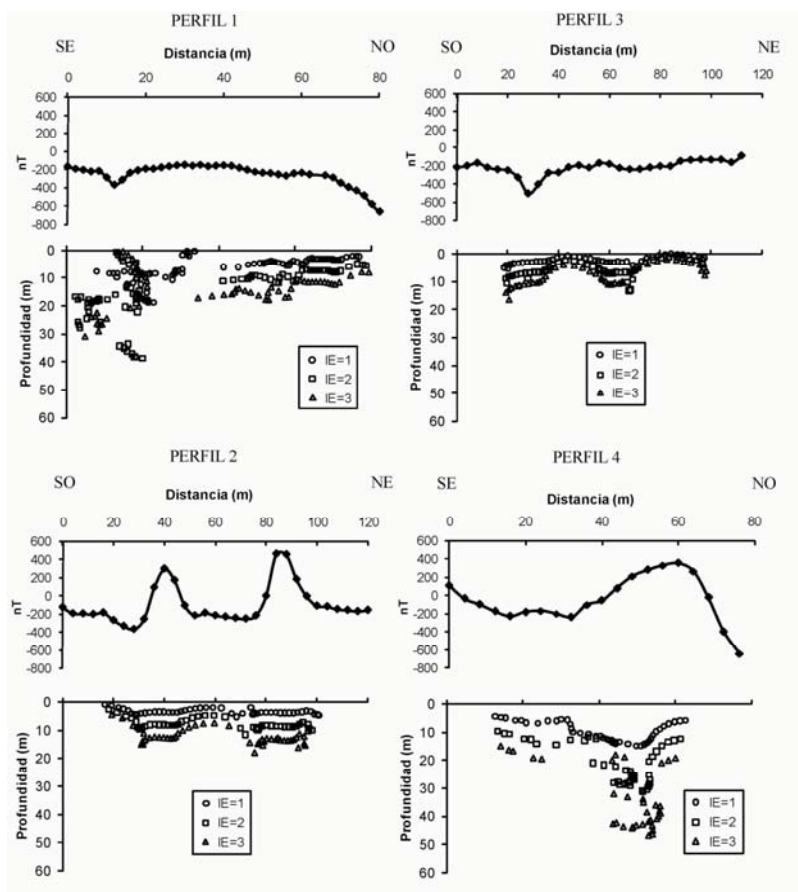 PERFIL 1
SE NO
Distancia (m)
0 20 40 60 80
600
400
200
0
-200
-400
-600
-800
nT
0
10
20
30
40
50
60
Profundidad (m)
IE=1
IE=2
IE=3
PERFIL 3
SO NE
Distancia (m)
0 20 40 60 80 100 120
600
400
200
0
-200
-400
-600
-800
nT
0
10
20
30
40
50
60
Profundidad (m)
IE=1
IE=2
IE=3
PERFIL 2
SO NE
Distancia (m)
0 20 40 60 80 100 120
600
400
200
0
-200
-400
-600
-800
nT
0
10
20
30
40
50
60
Profundidad (m)
IE=1
IE=2
IE=3
PERFIL 4
SE NO
Distancia (m)
0 20 40 60 80
600
400
200
0
-200
-400
-600
-800
nT
0
10
20
30
40
50
60
Profundidad (m)
IE=1
IE=2
IE=3